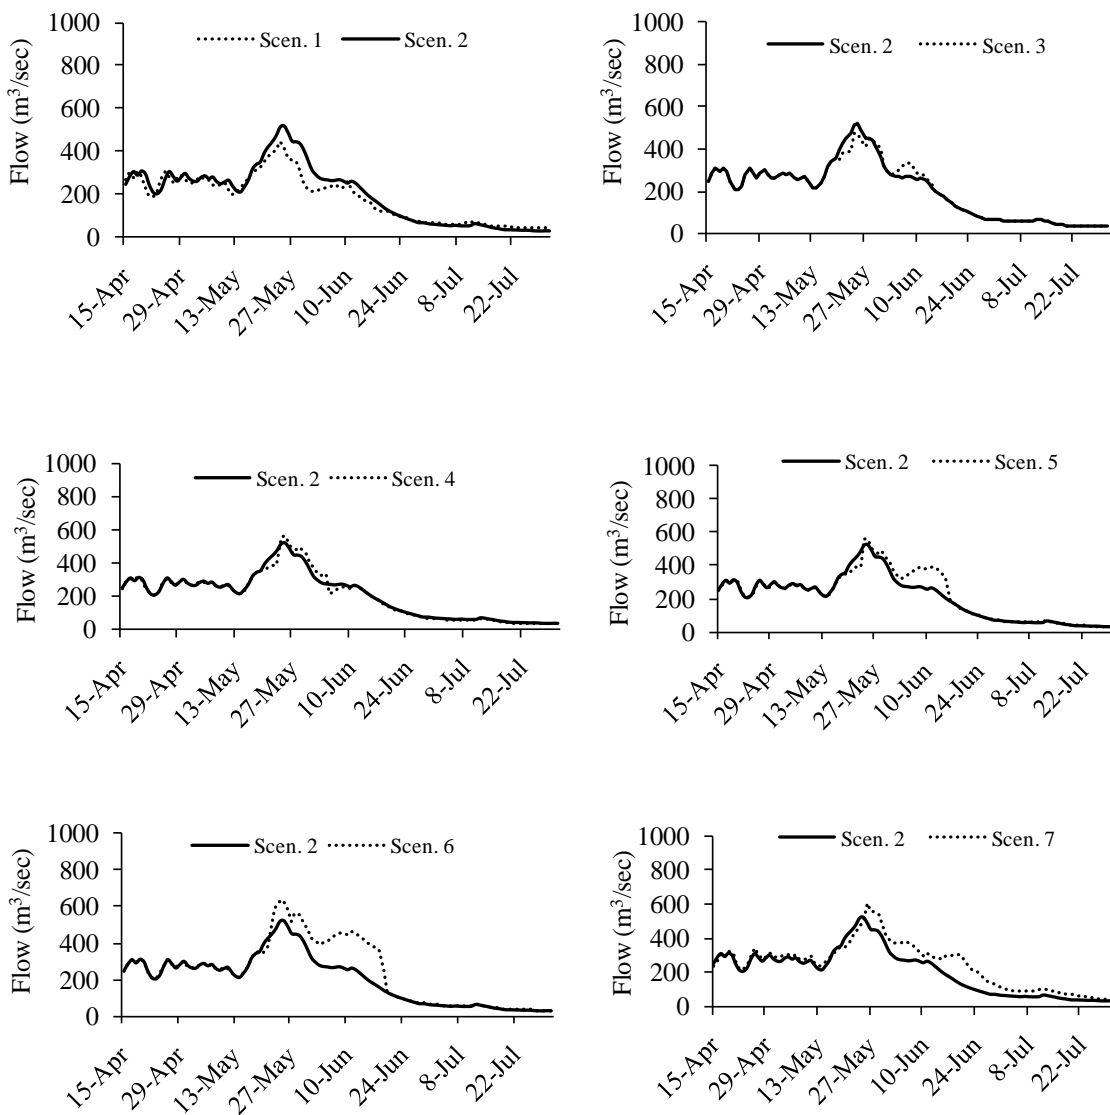 1000
800
600
400
200
0
Flow (m³/sec)
Scen. 1 Scen. 2
15-Apr 29-Apr 13-May 27-May 10-Jun 24-Jun 8-Jul 22-Jul
1000
800
600
400
200
0
Flow (m³/sec)
Scen. 2 Scen. 3
15-Apr 29-Apr 13-May 27-May 10-Jun 24-Jun 8-Jul 22-Jul
1000
800
600
400
200
0
Flow (m³/sec)
Scen. 2 Scen. 4
15-Apr 29-Apr 13-May 27-May 10-Jun 24-Jun 8-Jul 22-Jul
1000
800
600
400
200
0
Flow (m³/sec)
Scen. 2 Scen. 5
15-Apr 29-Apr 13-May 27-May 10-Jun 24-Jun 8-Jul 22-Jul
1000
800
600
400
200
0
Flow (m³/sec)
Scen. 2 Scen. 6
15-Apr 29-Apr 13-May 27-May 10-Jun 24-Jun 8-Jul 22-Jul
1000
800
600
400
200
0
Flow (m³/sec)
Scen. 2 Scen. 7
15-Apr 29-Apr 13-May 27-May 10-Jun 24-Jun 8-Jul 22-Jul